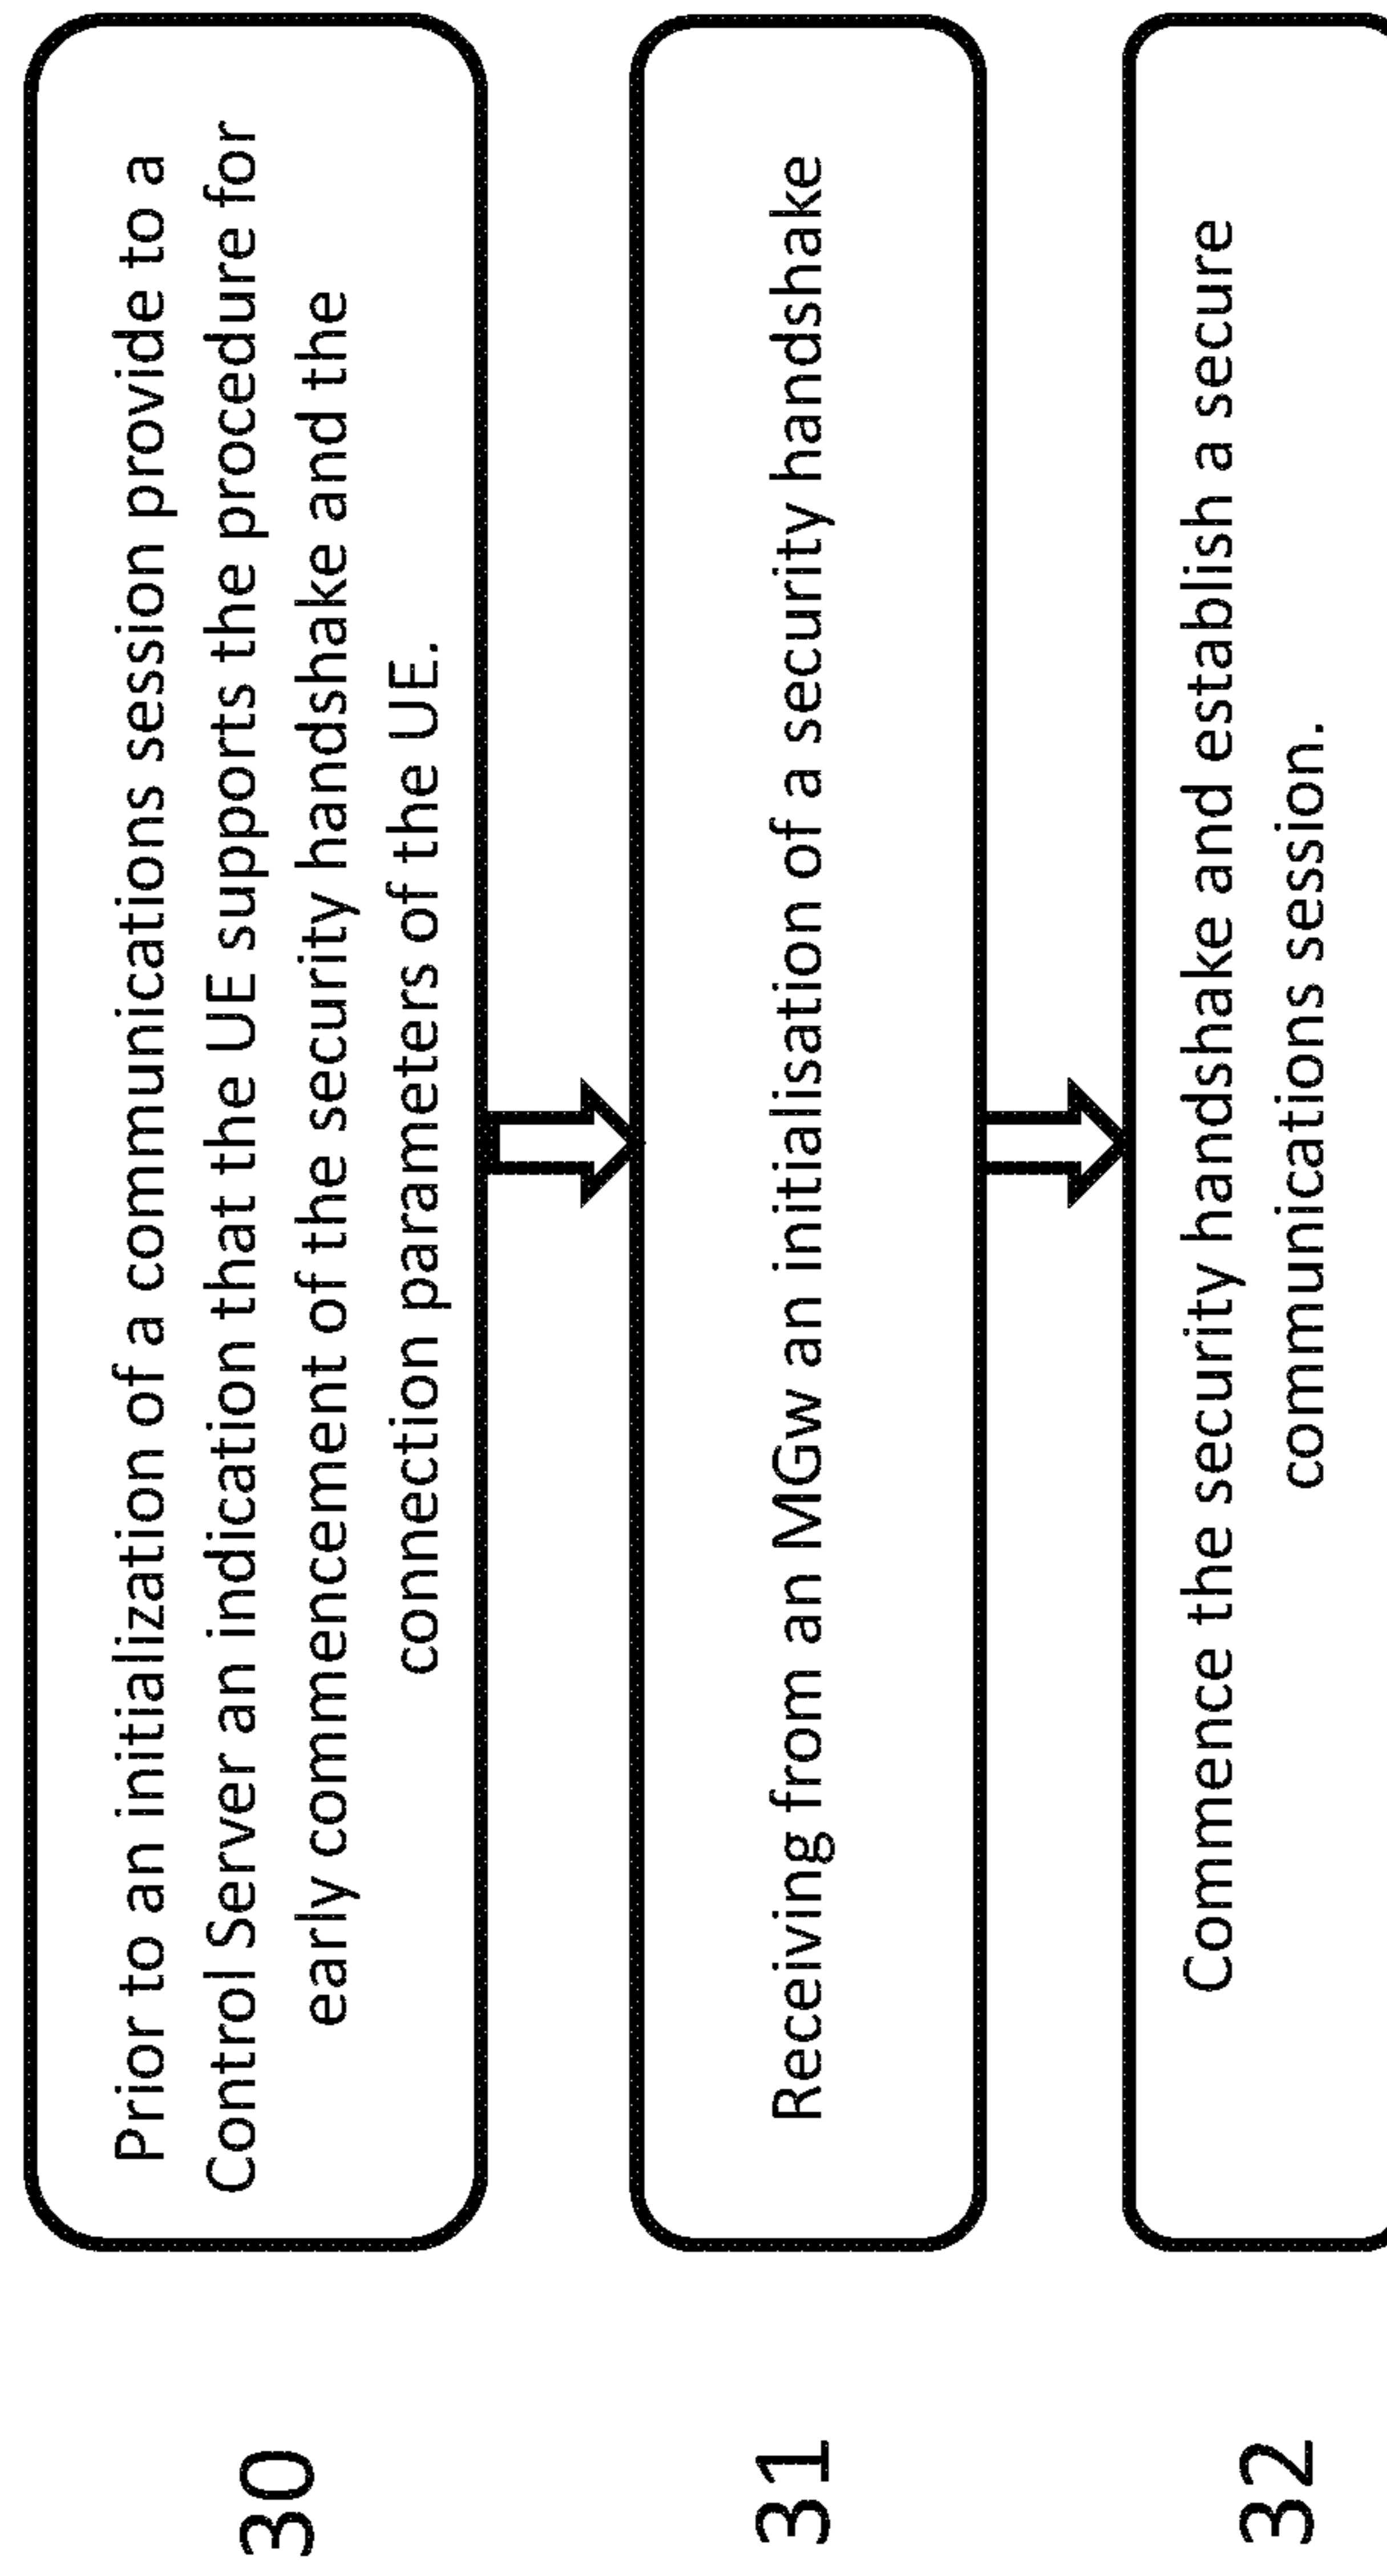 30
Prior to an initialization of a communications session provide to a
Control Server an indication that the UE supports the procedure for
early commencement of the security handshake and the
connection parameters of the UE.
31
Receiving from an MGw an initialisation of a security handshake
32
Commence the security handshake and establish a secure
communications session.